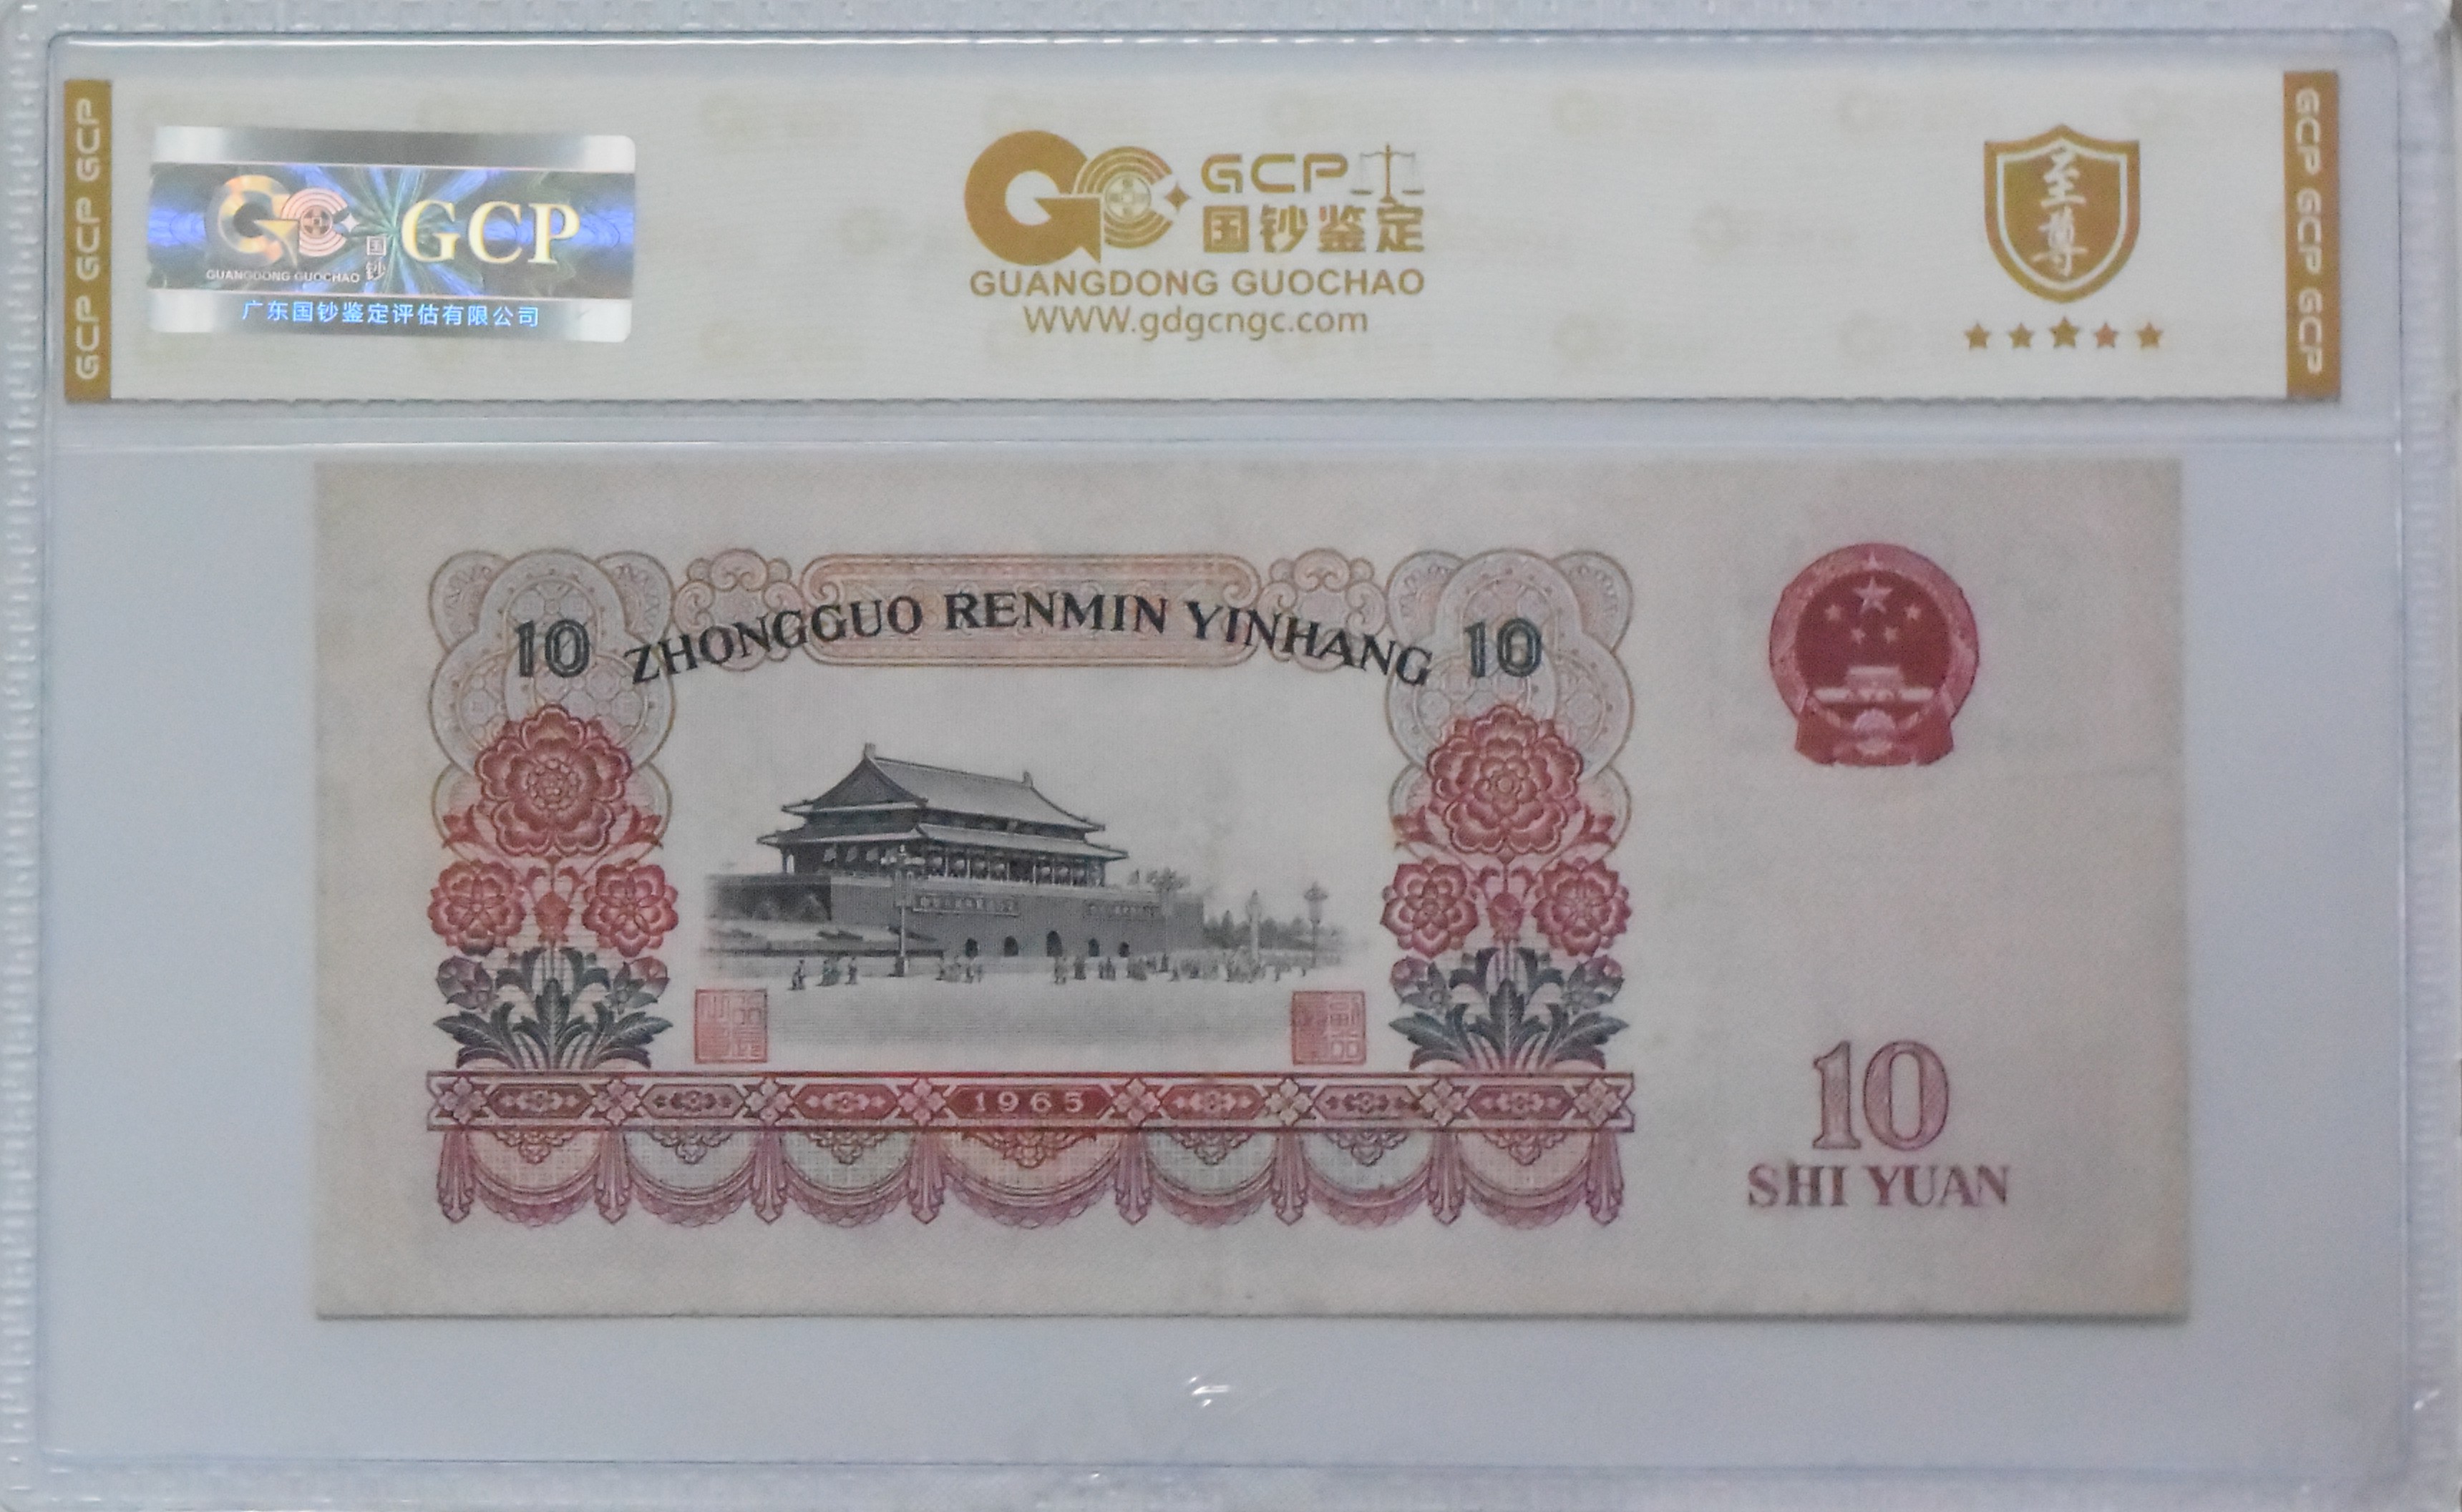 GCP GCP GCP
GUANGDONG GUOCHAO
国钞
GCP
广东国钞鉴定评估有限公司
GCP
国钞鉴定
GUANGDONG GUOCHAO
WWW.gdgcngc.com
至尊
GCP GCP GCP
10
ZHONGGUO RENMIN YINHANG
10
1965
10
SHI YUAN